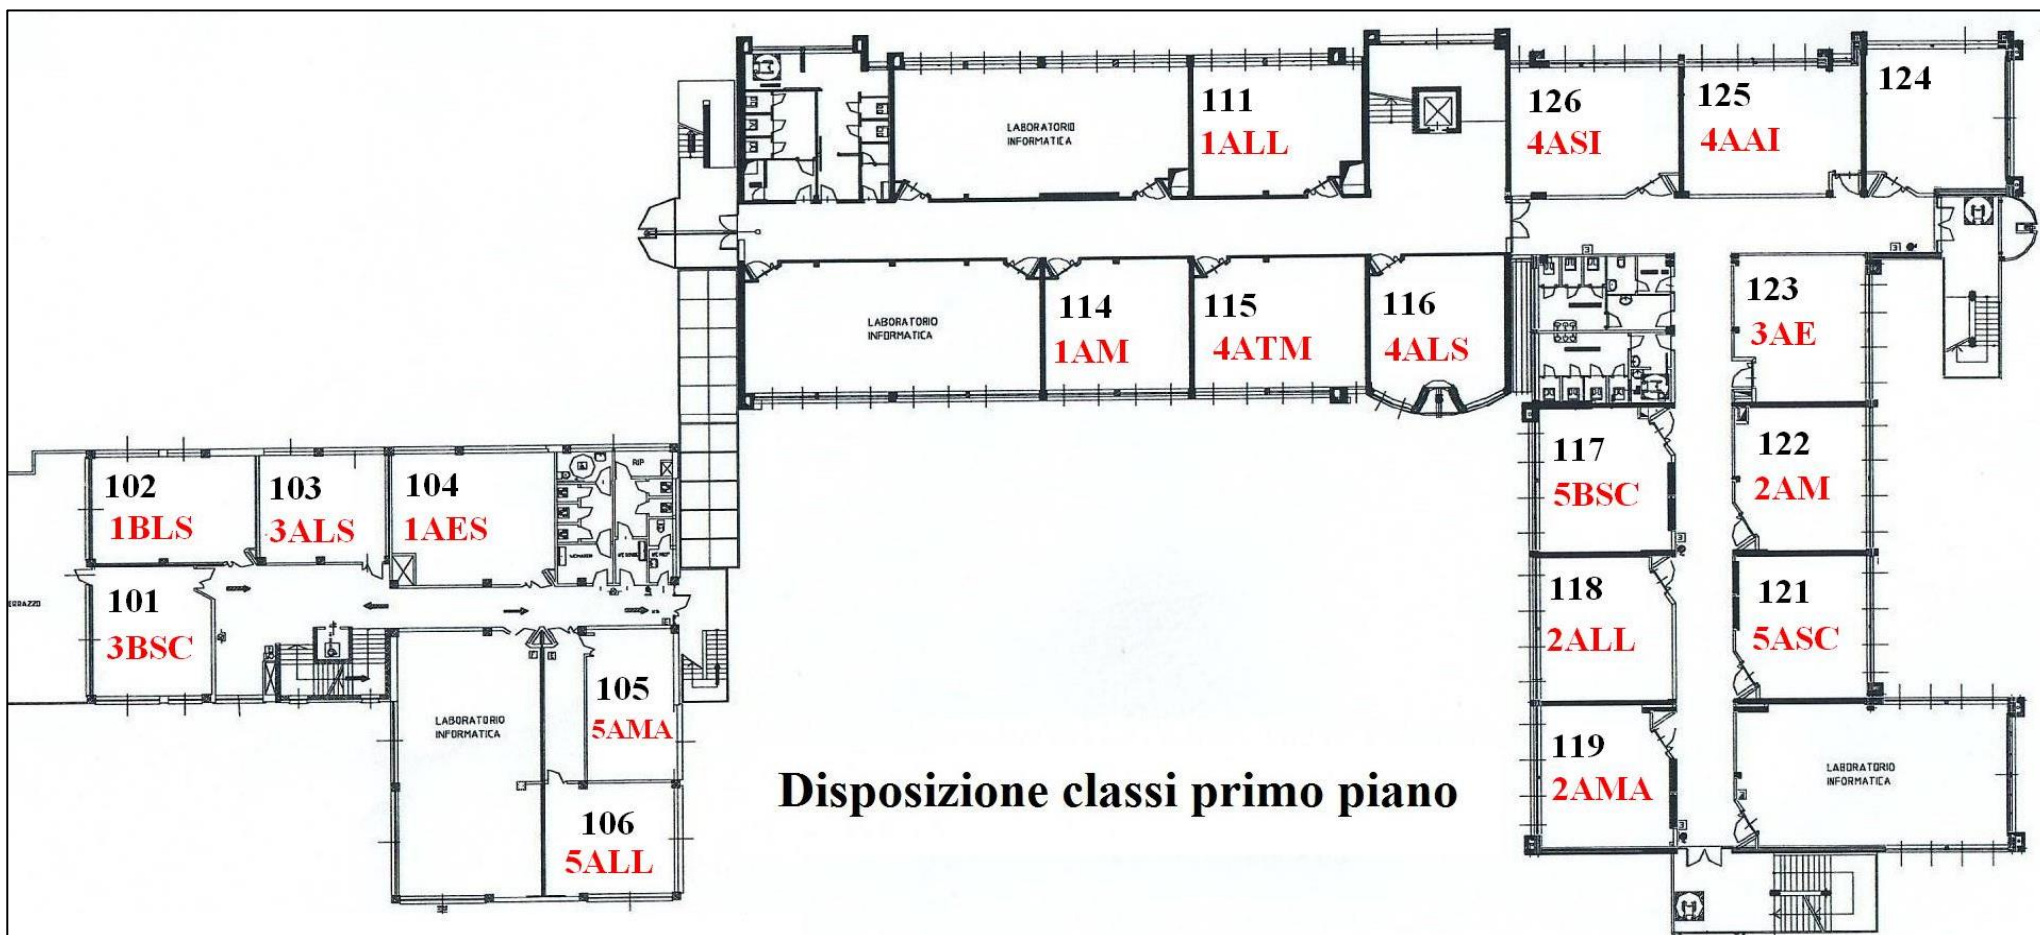 111
1ALL
126
4ASI
125
4AAI
124
LABORATORIO
INFORMATICA
LABORATORIO
INFORMATICA
114
1AM
115
4ATM
116
4ALS
123
3AE
102
1BLS
103
3ALS
104
1AES
RIP
117
5BSC
122
2AM
101
3BSC
118
2ALL
121
5ASC
105
5AMA
LABORATORIO
INFORMATICA
119
2AMA
LABORATORIO
INFORMATICA
106
5ALL
Disposizione classi primo piano